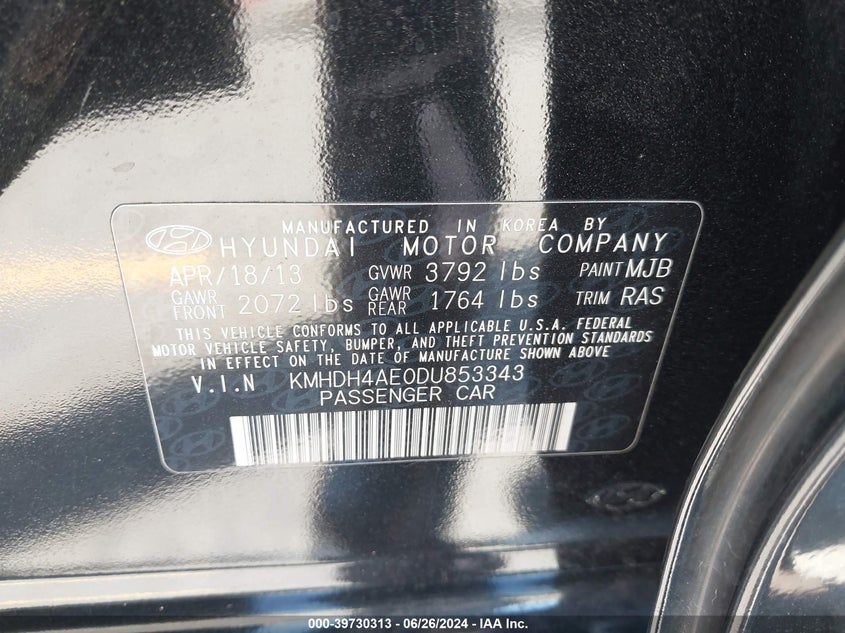 MANUFACTURED IN KOREA BY
HYUNDAI MOTOR COMPANY
APR/18/13 GVWR 3792 lbs PAINT MJB
GAWR FRONT 2072 lbs GAWR REAR 1764 lbs TRIM RAS
THIS VEHICLE CONFORMS TO ALL APPLICABLE U.S.A. FEDERAL
MOTOR VEHICLE SAFETY, BUMPER, AND THEFT PREVENTION STANDARDS
IN EFFECT ON THE DATE OF MANUFACTURE SHOWN ABOVE
V.I.N KMHDH4AE0DU853343
PASSENGER CAR
000-39730313 - 06/26/2024 - IAA Inc.